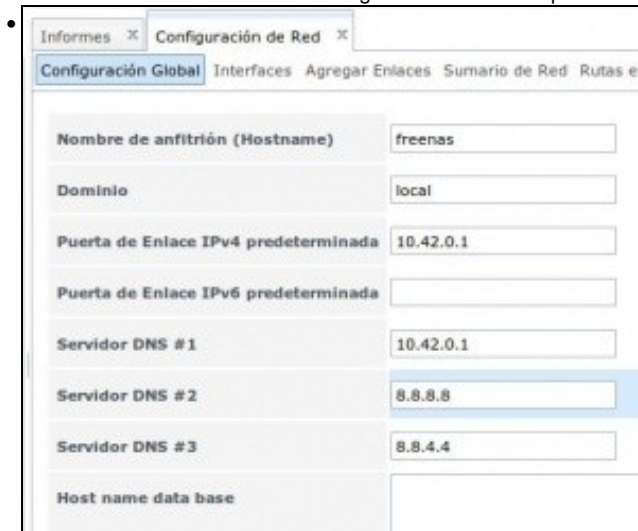 Informes × Configuración de Red ×
Configuración Global Interfaces Agregar Enlaces Sumario de Red Rutas e
Nombre de anfitrión (Hostname) freenas
Dominio local
Puerta de Enlace IPv4 predeterminada 10.42.0.1
Puerta de Enlace IPv6 predeterminada
Servidor DNS #1 10.42.0.1
Servidor DNS #2 8.8.8.8
Servidor DNS #3 8.8.4.4
Host name data base